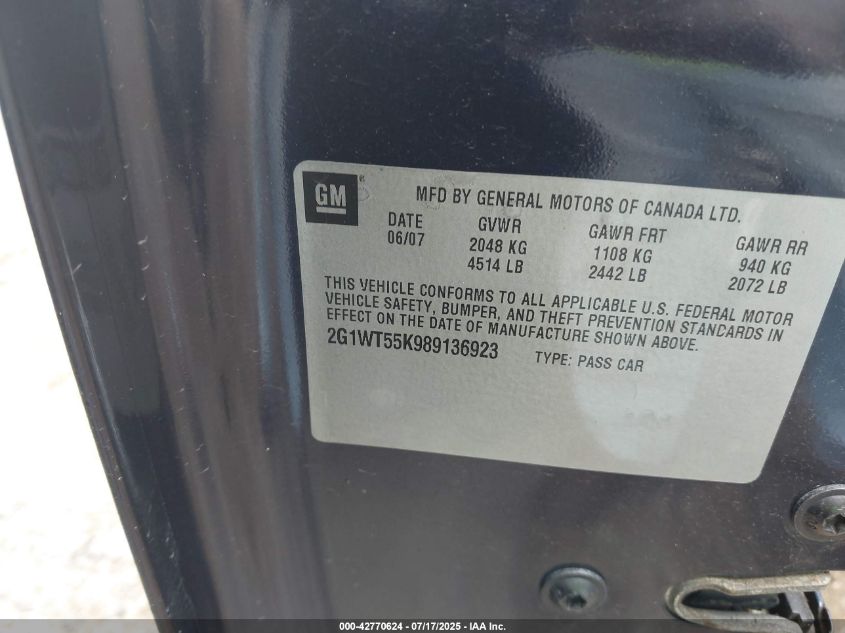 GM
MFD BY GENERAL MOTORS OF CANADA LTD.
DATE GVWR GAWR FRT GAWR RR
06/07 2048 KG 1108 KG 940 KG
4514 LB 2442 LB 2072 LB
THIS VEHICLE CONFORMS TO ALL APPLICABLE U.S. FEDERAL MOTOR
VEHICLE SAFETY, BUMPER, AND THEFT PREVENTION STANDARDS IN
EFFECT ON THE DATE OF MANUFACTURE SHOWN ABOVE.
2G1WT55K989136923 TYPE: PASS CAR
000-42770624 - 07/17/2025 - IAA Inc.